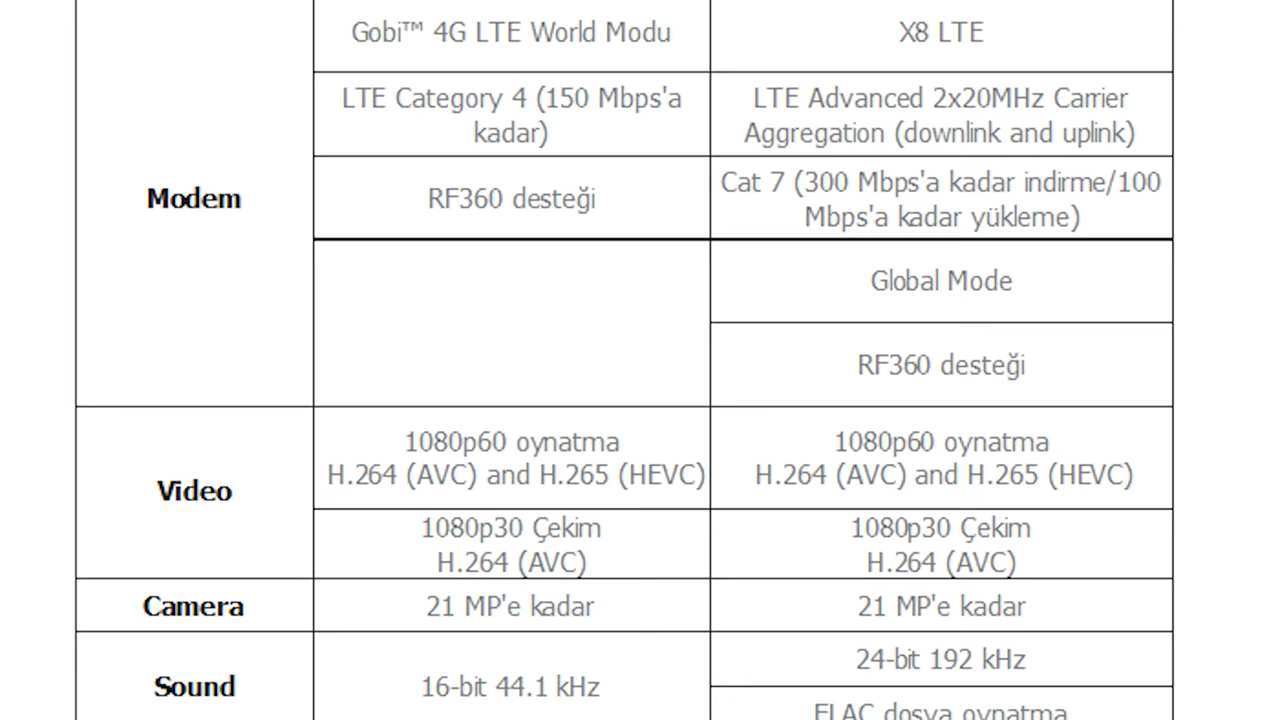 Modem
Gobi™ 4G LTE World Modu
X8 LTE
LTE Category 4 (150 Mbps'a
kadar)
LTE Advanced 2x20MHz Carrier
Aggregation (downlink and uplink)
RF360 desteği
Cat 7 (300 Mbps'a kadar indirme/100
Mbps'a kadar yükleme)
Global Mode
RF360 desteği
Video
1080p60 oynatma
H.264 (AVC) and H.265 (HEVC)
1080p60 oynatma
H.264 (AVC) and H.265 (HEVC)
1080p30 Çekim
H.264 (AVC)
1080p30 Çekim
H.264 (AVC)
Camera
21 MP'e kadar
21 MP'e kadar
Sound
16-bit 44.1 kHz
24-bit 192 kHz
FLAC dosya oynatma